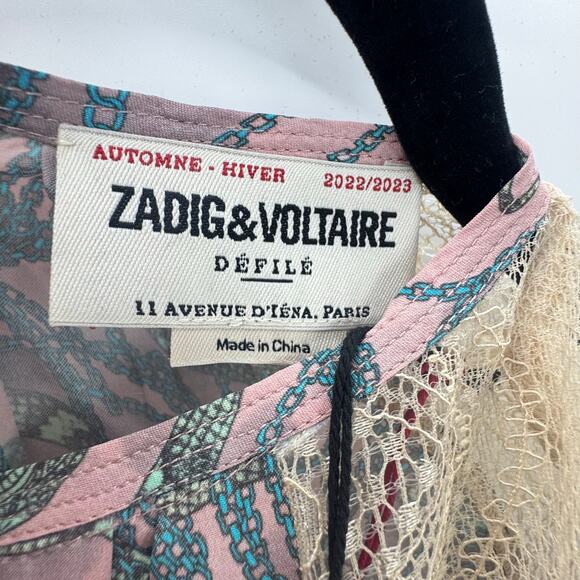 AUTOMNE - HIVER 2022/2023
ZADIG&VOLTAIRE
DÉFILÉ
11 AVENUE D'IÉNA. PARIS
Made in China